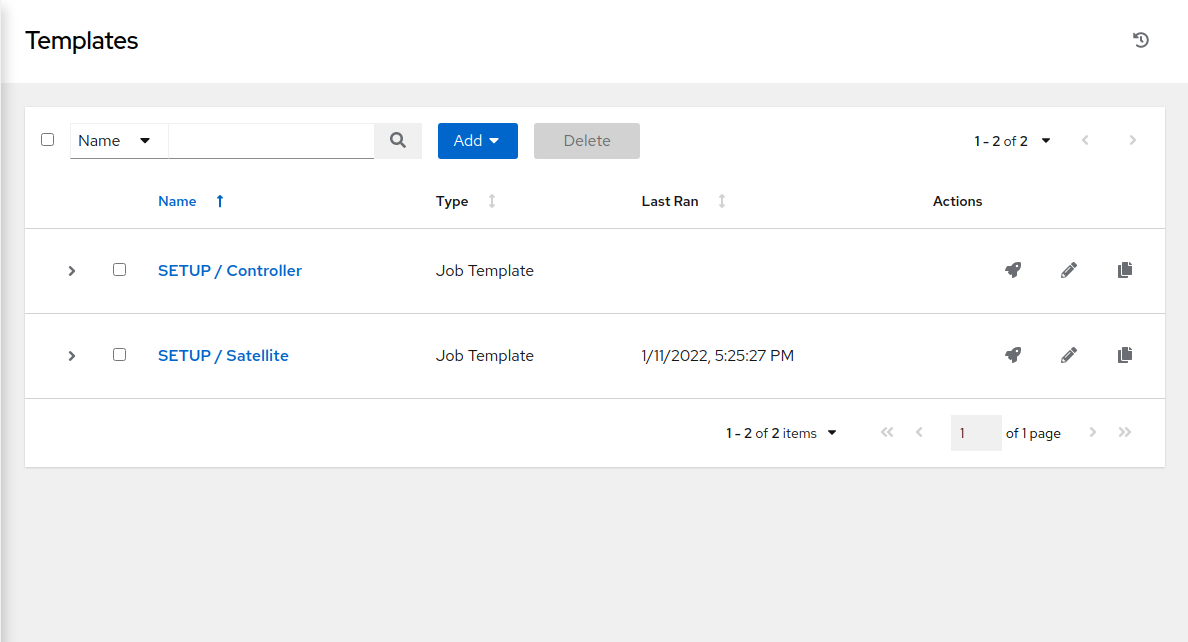 Templates
Name Add Delete 1 - 2 of 2
Name Type Last Ran Actions
SETUP / Controller Job Template
SETUP / Satellite Job Template 1/11/2022, 5:25:27 PM
1 - 2 of 2 items 1 of 1 page